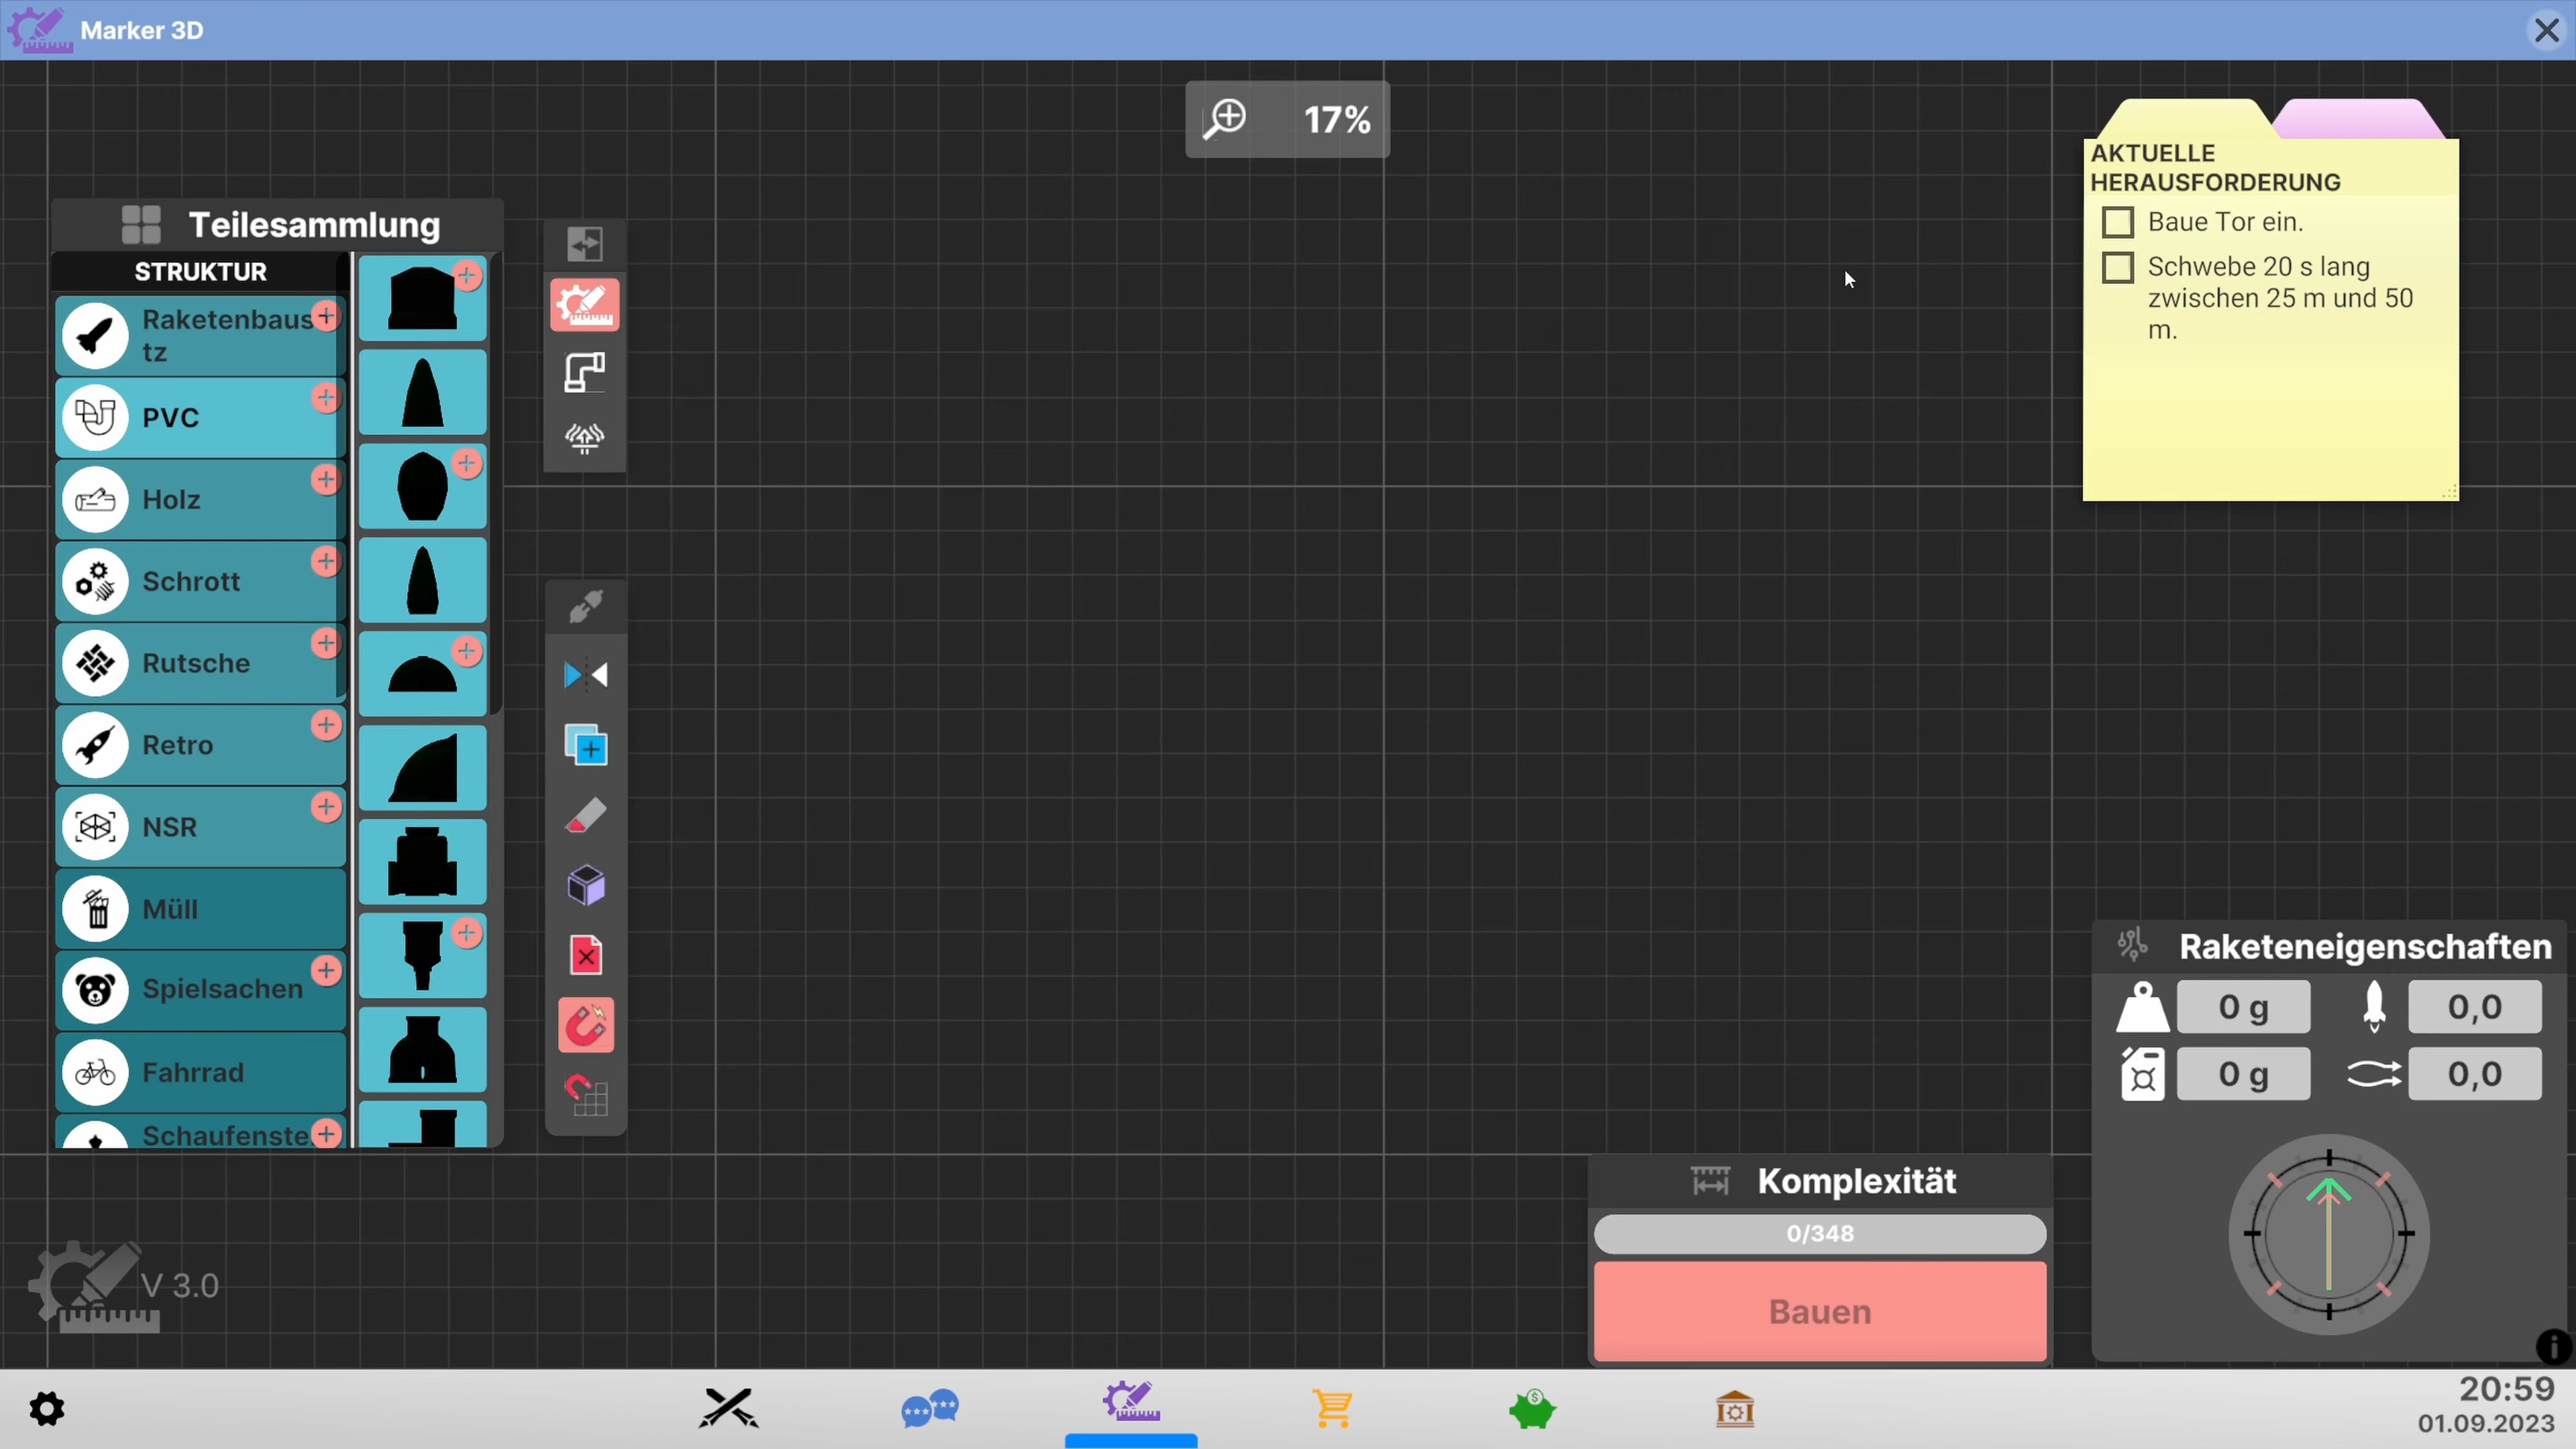 Marker 3D
17%
AKTUELLE
HERAUSFORDERUNG
Baue Tor ein.
Schwebe 20 s lang
zwischen 25 m und 50
m.
Teilesammlung
STRUKTUR
Raketenbaus
tz
PVC
Holz
Schrott
Rutsche
Retro
NSR
Müll
Spielsachen
Fahrrad
Schaufenste
V 3.0
Komplexität
0/348
Bauen
Raketeneigenschaften
0 g
0,0
0 g
0,0
20:59
01.09.2023